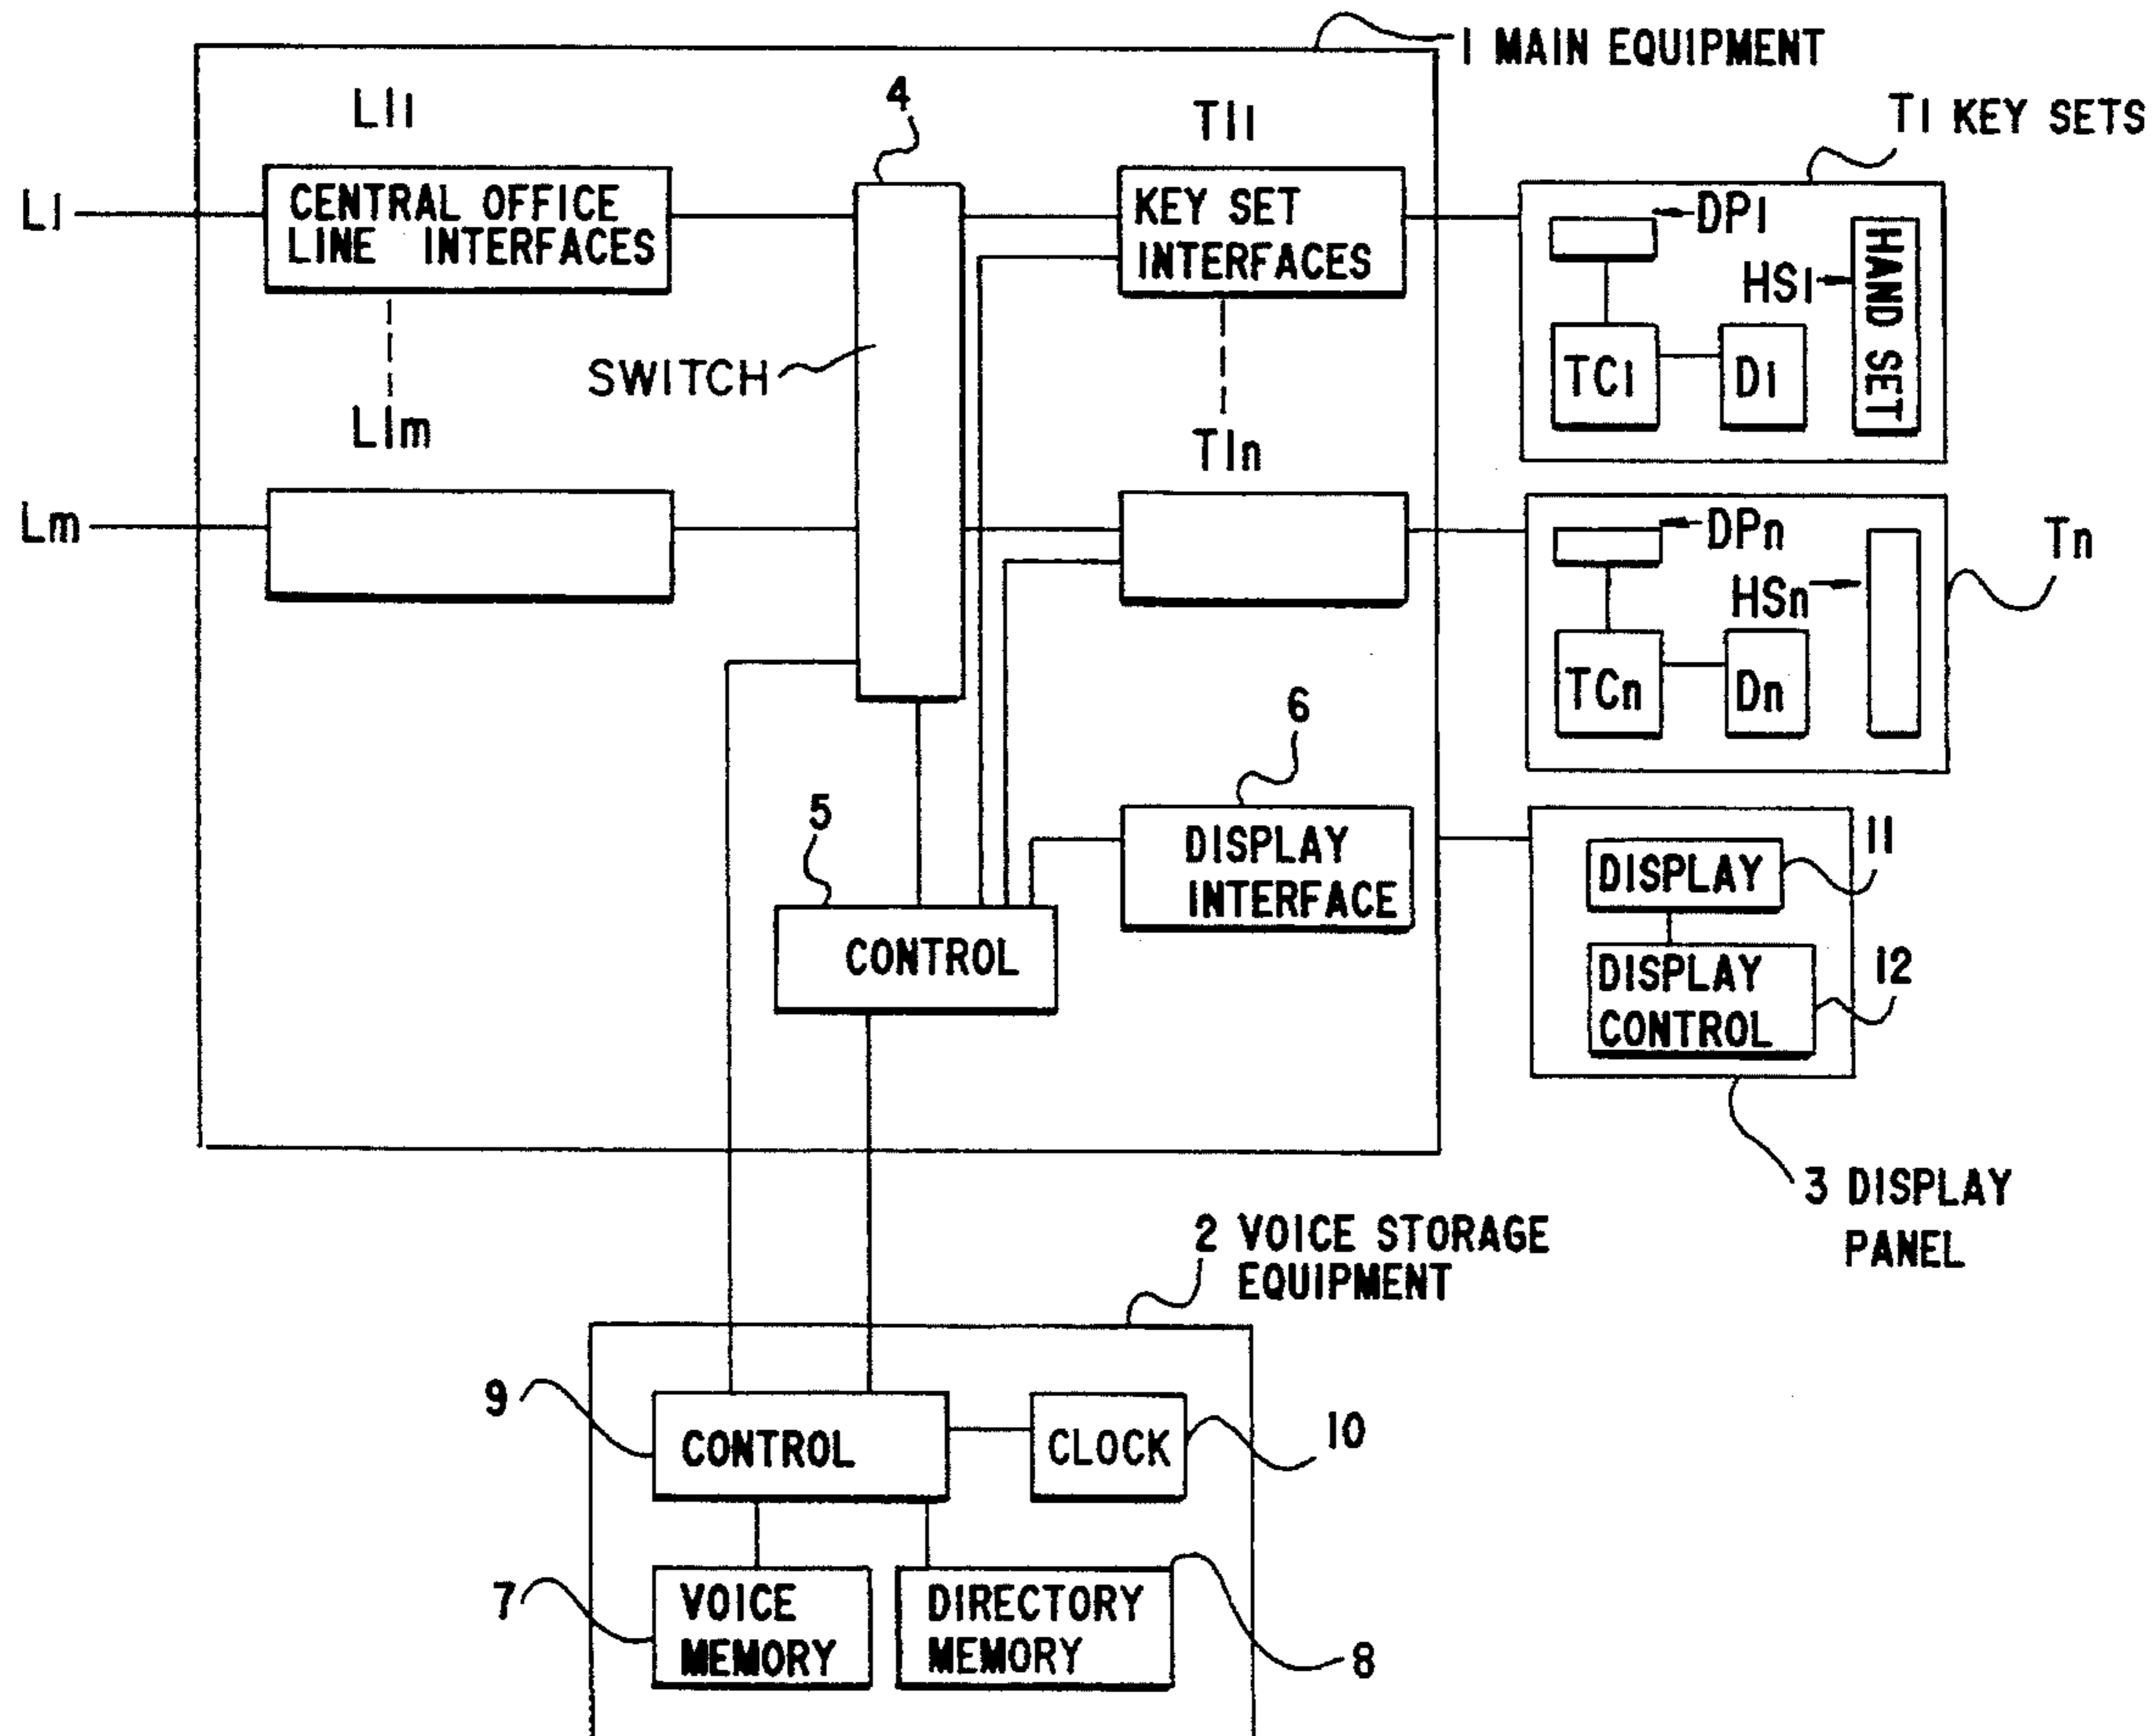 1 MAIN EQUIPMENT
LI1
4
TI1
T1 KEY SETS
L1
CENTRAL OFFICE
LINE INTERFACES
KEY SET
INTERFACES
DP1
HS1
HAND SET
SWITCH
TC1
D1
LIm
TIn
Lm
DPn
Tn
HSn
TCn
Dn
6
5
DISPLAY
INTERFACE
11
DISPLAY
CONTROL
12
DISPLAY
CONTROL
3 DISPLAY
PANEL
2 VOICE STORAGE
EQUIPMENT
9
CONTROL
CLOCK
10
7
VOICE
MEMORY
DIRECTORY
MEMORY
8